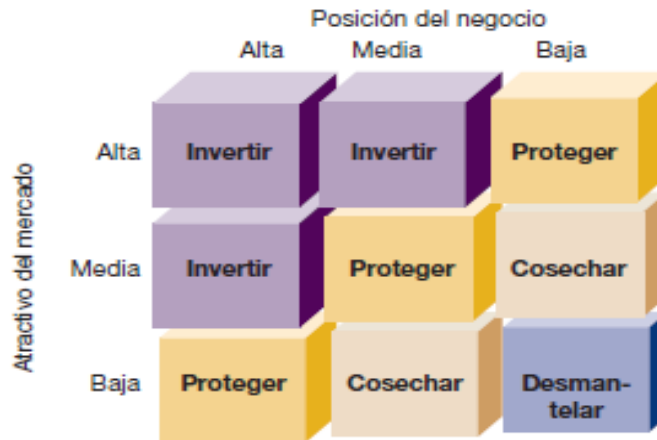 Posición del negocio
Alta Media Baja
Atractivo del mercado
Alta Invertir Invertir Proteger
Media Invertir Proteger Cosechar
Baja Proteger Cosechar Desman-
telar